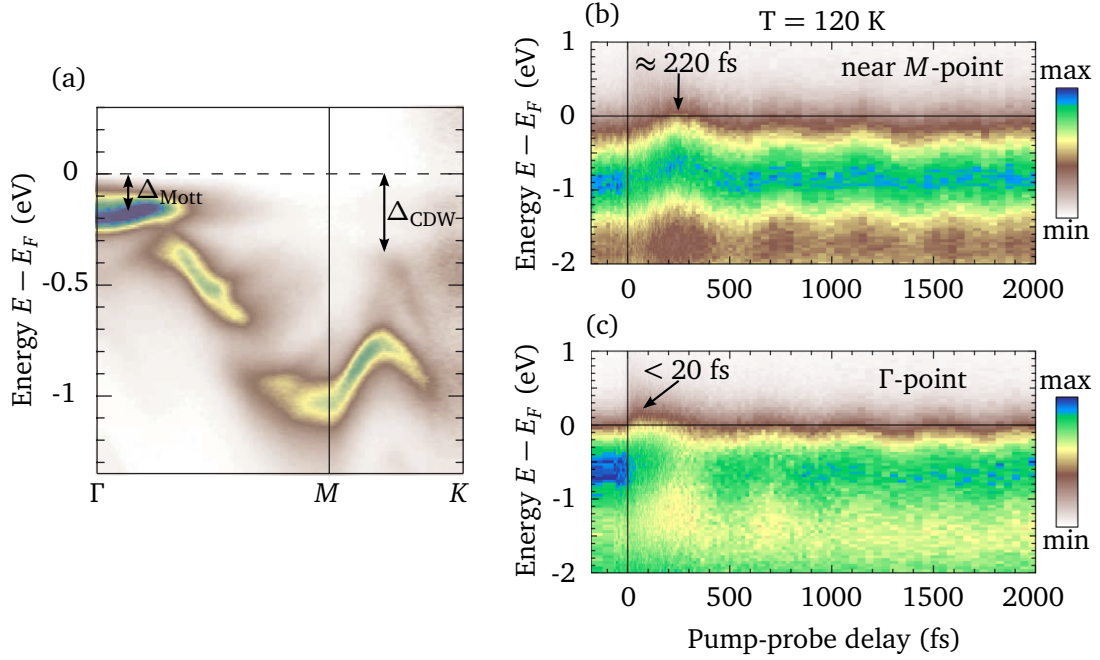 (a)
Energy E − E_F (eV)
0
-0.5
-1
Δ_Mott
Δ_CDW
Γ
M
K
T = 120 K
(b)
Energy E − E_F (eV)
1
0
-1
-2
≈ 220 fs
near M-point
0
500
1000
1500
2000
max
min
(c)
Energy E − E_F (eV)
1
0
-1
-2
< 20 fs
Γ-point
0
500
1000
1500
2000
max
min
Pump-probe delay (fs)